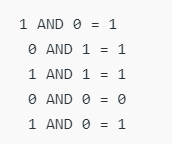 1 AND 0 = 1
0 AND 1 = 1
1 AND 1 = 1
0 AND 0 = 0
1 AND 0 = 1